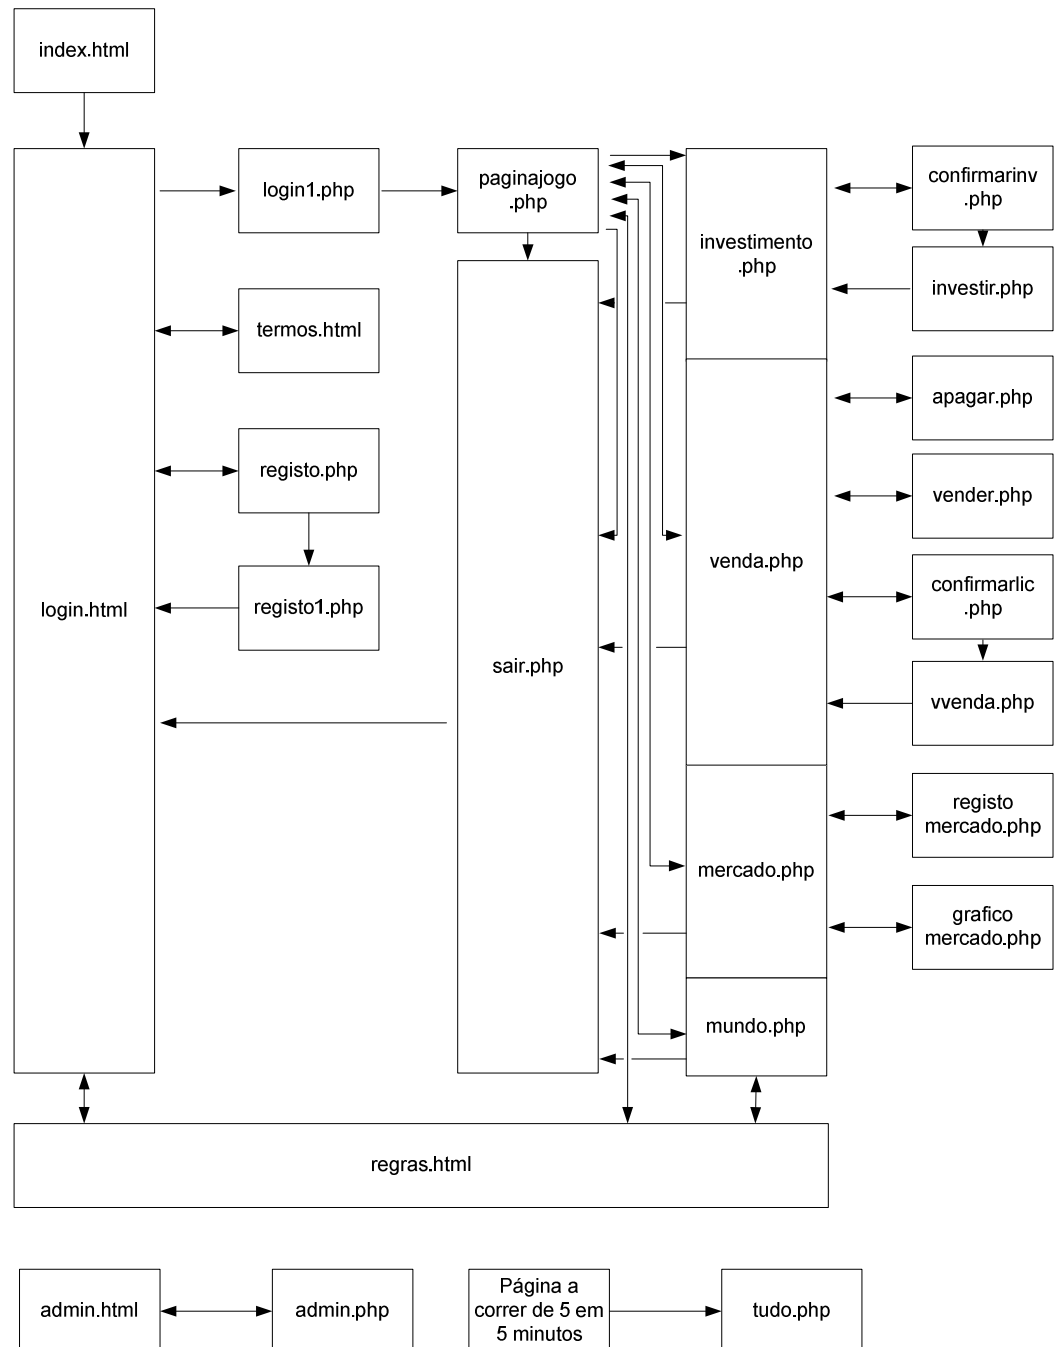 index.html
login1.php
paginajogo
.php
confirmarinv
.php
investimento
.php
investir.php
termos.html
apagar.php
registo.php
vender.php
venda.php
login.html
registo1.php
confirmarlic
.php
sair.php
vvenda.php
registo
mercado.php
mercado.php
grafico
mercado.php
mundo.php
regras.html
admin.html
admin.php
Página a
correr de 5 em
5 minutos
tudo.php